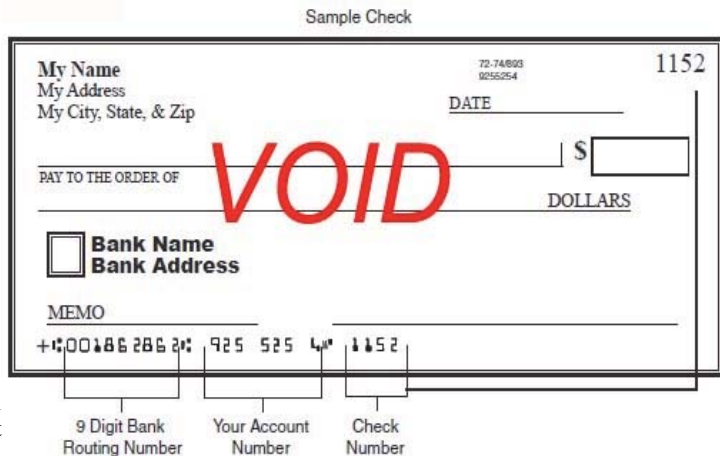 Sample Check
My Name
My Address
My City, State, & Zip
72-74/893
9255254
1152
DATE
$
PAY TO THE ORDER OF
VOID
DOLLARS
Bank Name
Bank Address
MEMO
⑆001862862⑆ 925 525 4⑈ 1152
9 Digit Bank
Routing Number
Your Account
Number
Check
Number